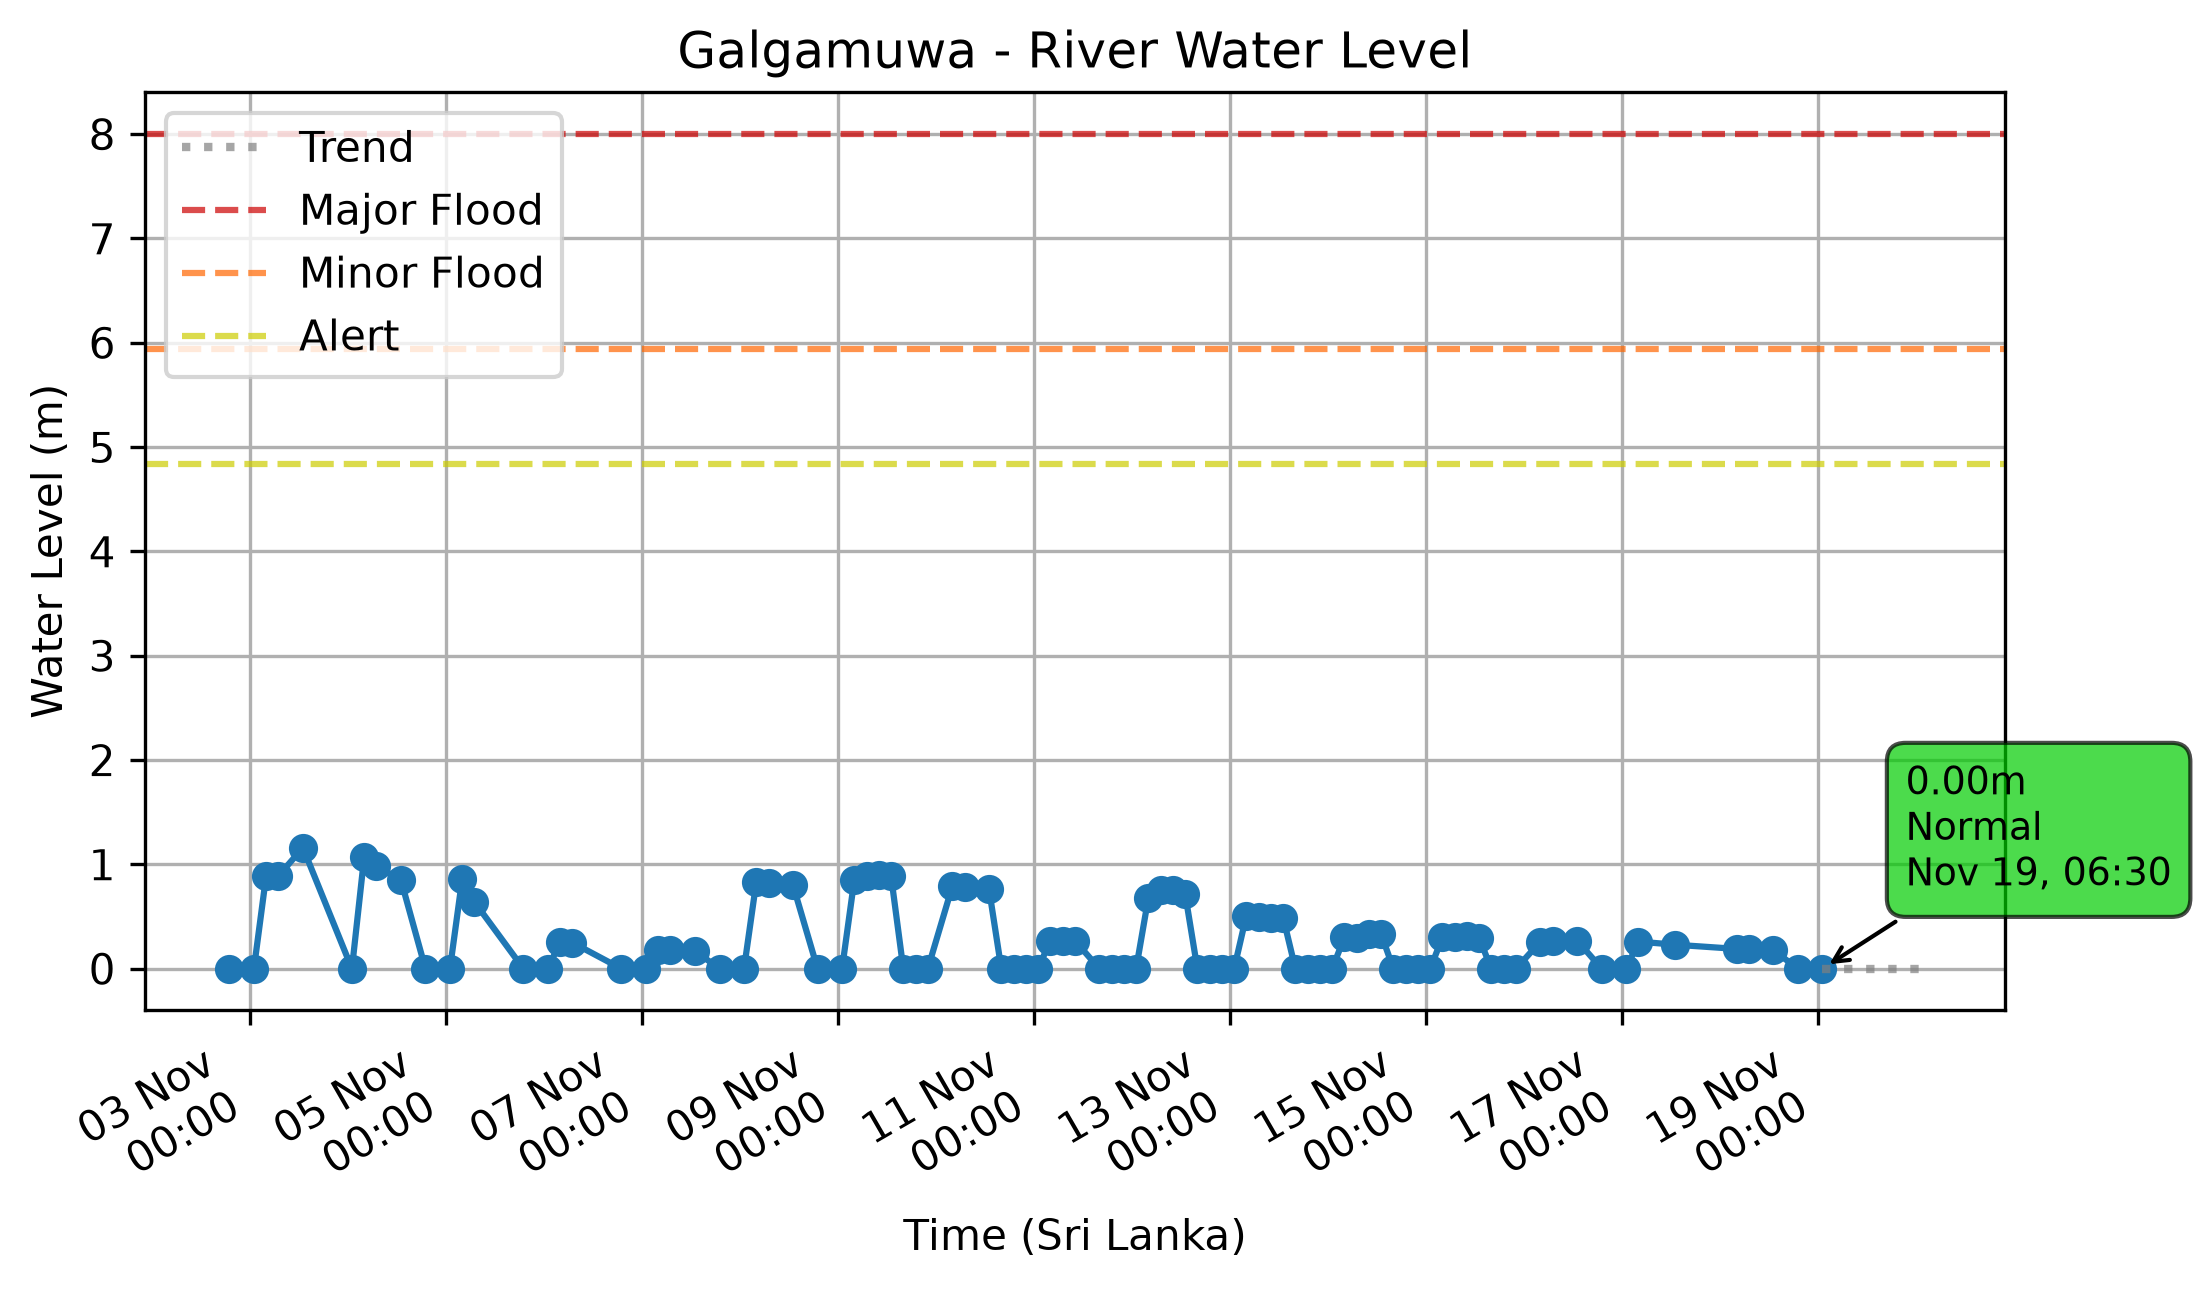 Galgamuwa - River Water Level
Trend
Major Flood
Minor Flood
Alert
8
7
6
5
4
3
2
1
0
Water Level (m)
0.00m
Normal
Nov 19, 06:30
03 Nov
00:00
05 Nov
00:00
07 Nov
00:00
09 Nov
00:00
11 Nov
00:00
13 Nov
00:00
15 Nov
00:00
17 Nov
00:00
19 Nov
00:00
Time (Sri Lanka)